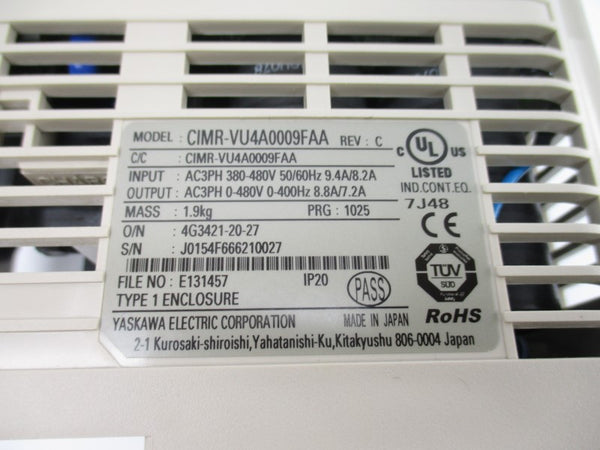 MODEL : CIMR-VU4A0009FAA REV : C
C/C : CIMR-VU4A0009FAA
INPUT : AC3PH 380-480V 50/60Hz 9.4A/8.2A
OUTPUT : AC3PH 0-480V 0-400Hz 8.8A/7.2A
MASS : 1.9kg PRG : 1025
O/N : 4G3421-20-27
S/N : J0154F666210027
FILE NO : E131457 IP20
TYPE 1 ENCLOSURE
PASS
YASKAWA ELECTRIC CORPORATION MADE IN JAPAN
2-1 Kurosaki-shiroishi,Yahatanishi-Ku,Kitakyushu 806-0004 Japan
C UL US
LISTED
IND.CONT.EQ.
7J48
CE
TÜV
SÜD
RoHS